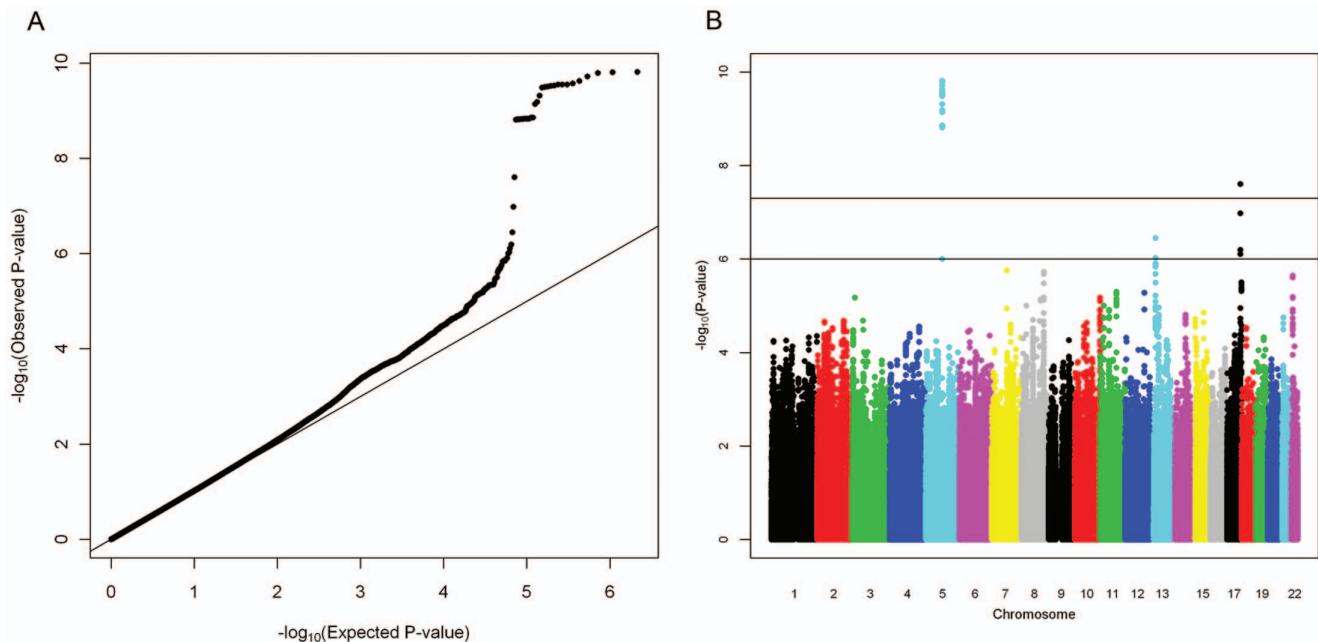 A
10
8
6
4
2
0
-log10(Observed P-value)
0 1 2 3 4 5 6
-log10(Expected P-value)
B
10
8
6
4
2
0
-log10(P-value)
1 2 3 4 5 6 7 8 9 10 11 12 13 15 17 19 22
Chromosome